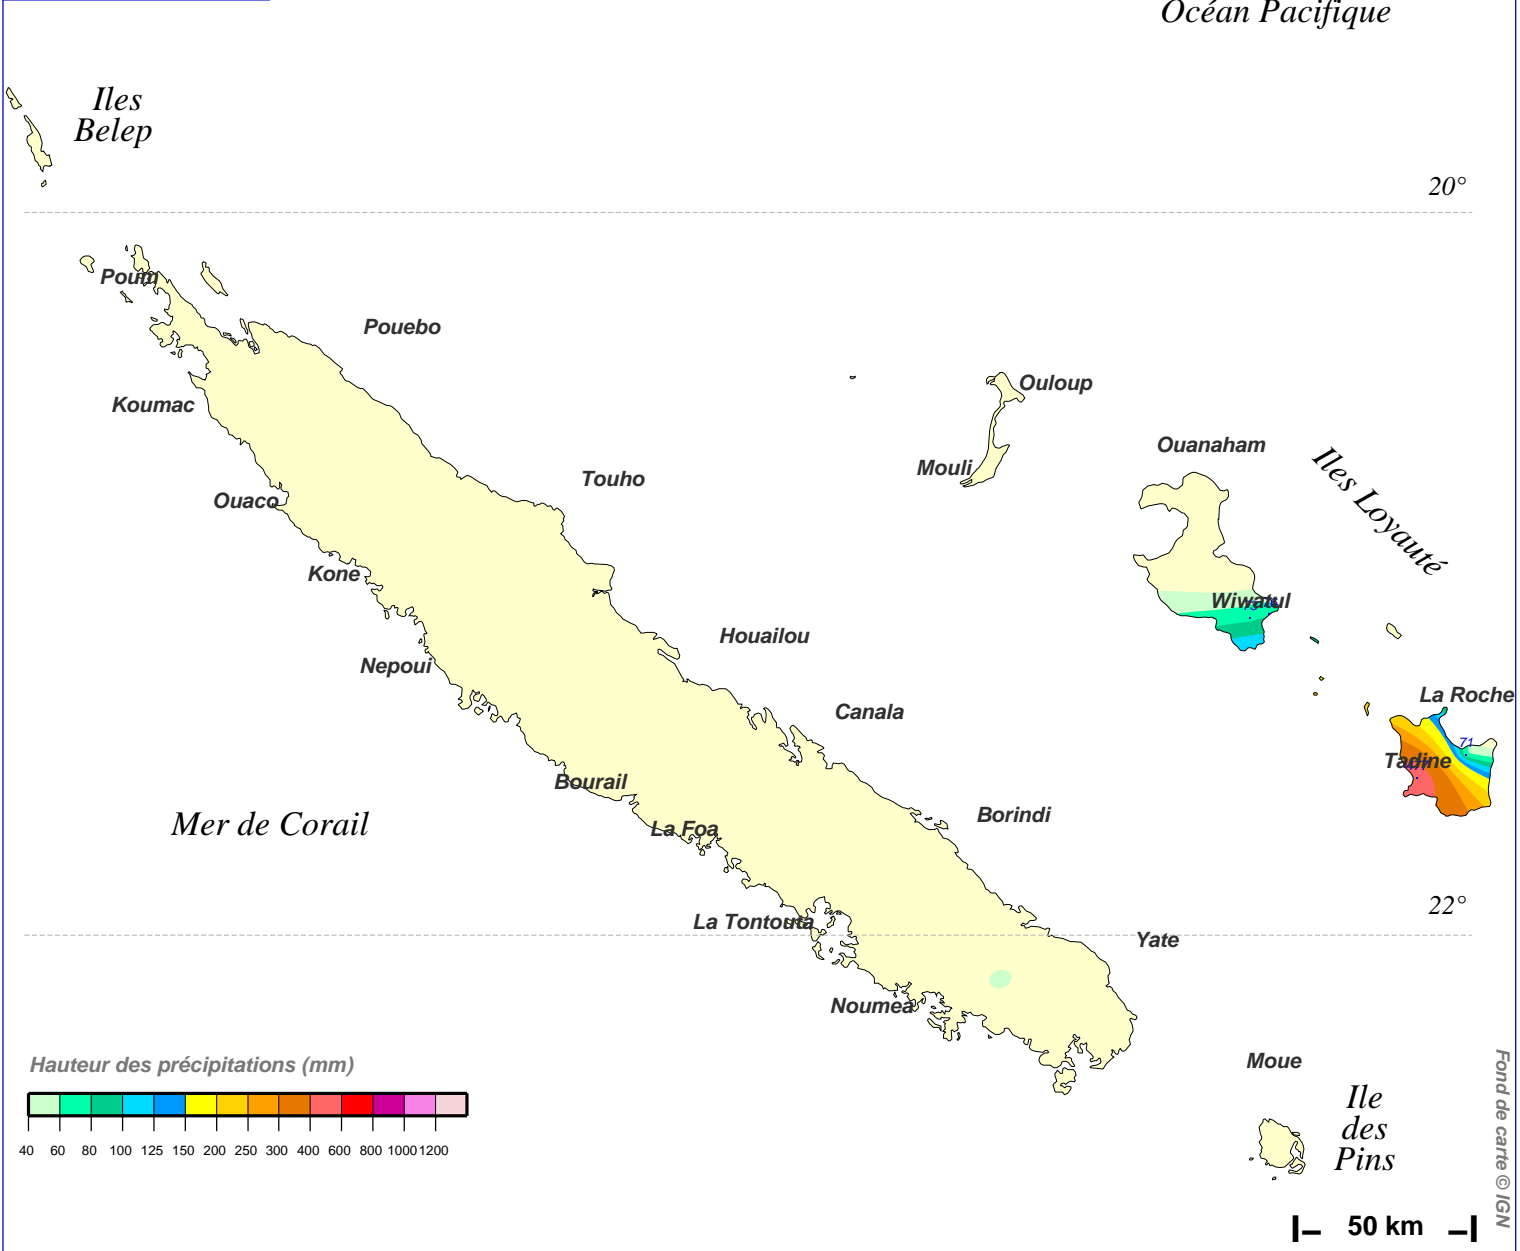 Océan Pacifique
Iles
Belep
20°
Poum
Pouebo
Ouloup
Koumac
Ouanaham
Mouli
Iles Loyauté
Touho
Ouaco
Kone
Wiwatul
Houailou
Nepoui
La Roche
Canala
71
Tadine
Bourail
Borindi
Mer de Corail
La Foa
22°
La Tontouta
Yate
Noumea
Moue
Hauteur des précipitations (mm)
40 60 80 100 125 150 200 250 300 400 600 800 1000 1200
Ile
des
Pins
Fond de carte © IGN
50 km